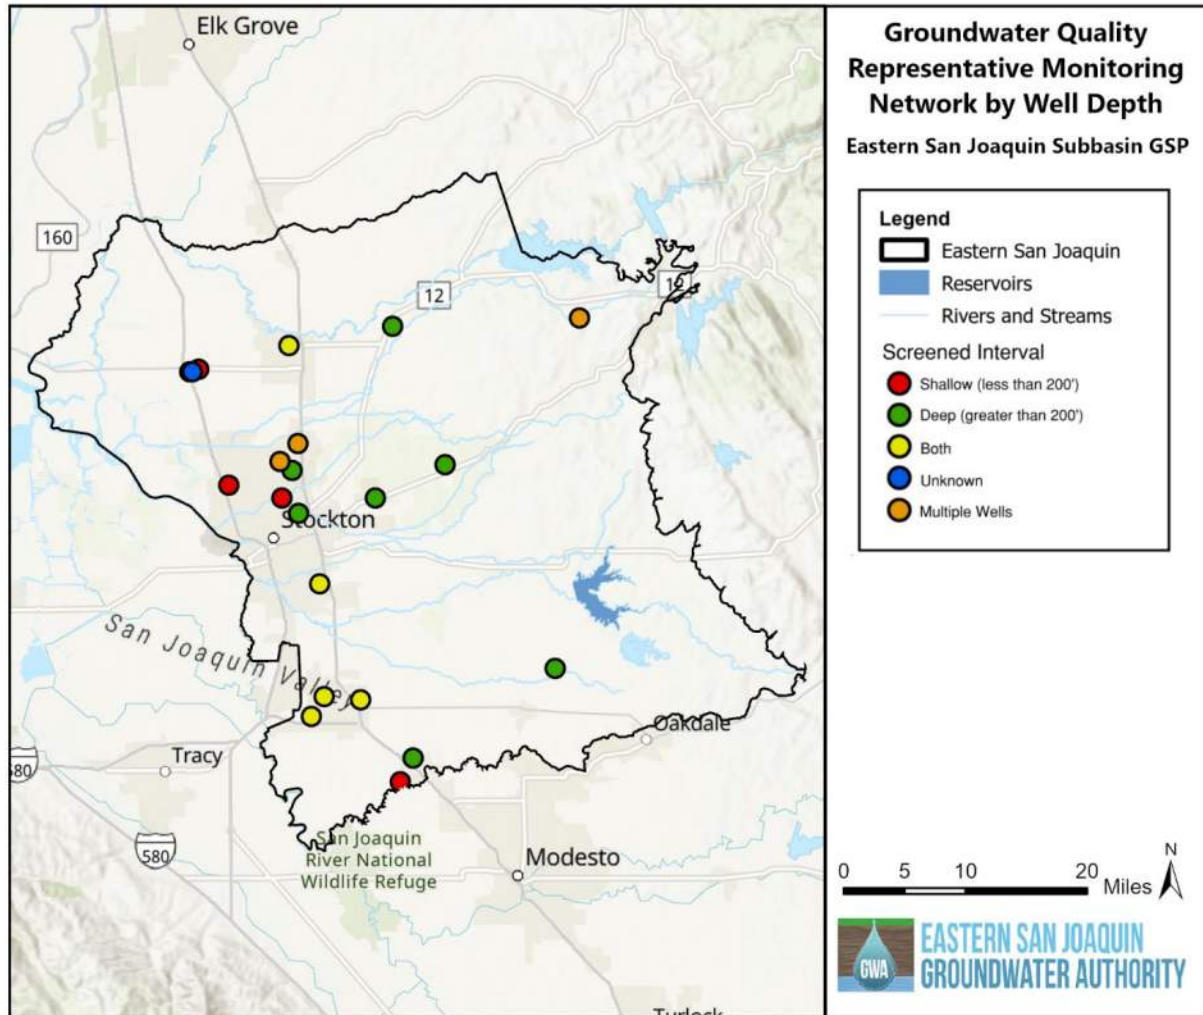 Elk Grove
160
12
Stockton
San Joaquin Valley
Oakdale
Tracy
580
San Joaquin
River National
Wildlife Refuge
Modesto
Groundwater Quality
Representative Monitoring
Network by Well Depth
Eastern San Joaquin Subbasin GSP
Legend
Eastern San Joaquin
Reservoirs
Rivers and Streams
Screened Interval
Shallow (less than 200')
Deep (greater than 200')
Both
Unknown
Multiple Wells
N
0 5 10 20 Miles
GWA
EASTERN SAN JOAQUIN
GROUNDWATER AUTHORITY